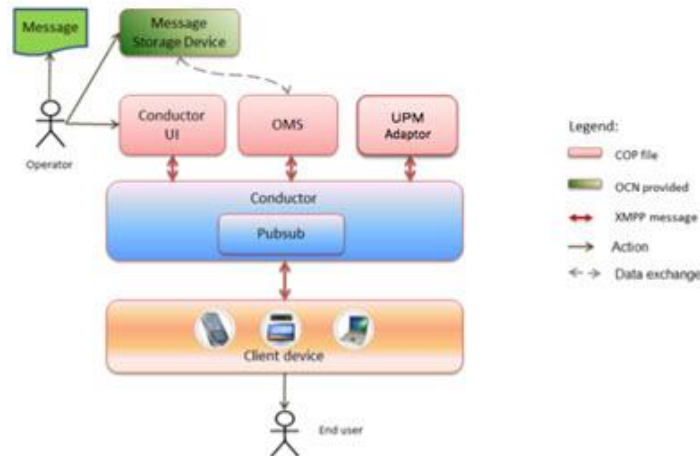 Message
Message
Storage Device
Operator
Conductor
UI
OMS
UPM
Adaptor
Conductor
Pubsub
Client device
End user
Legend:
COP file
OCN provided
XMPP message
Action
Data exchange